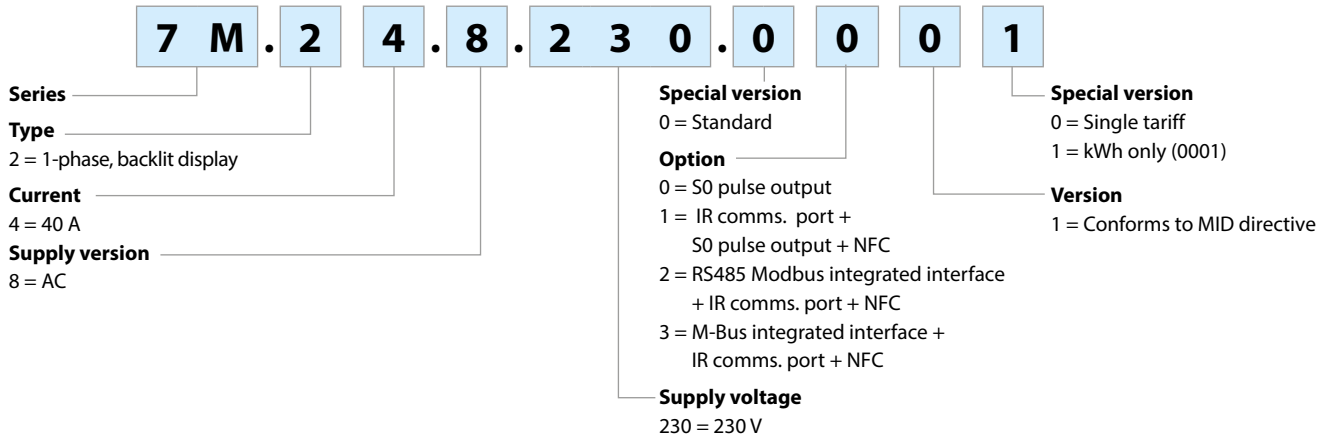 7 M . 2 4 . 8 . 2 3 0 . 0 0 0 1
Series
Type
2 = 1-phase, backlit display
Current
4 = 40 A
Supply version
8 = AC
Special version
0 = Standard
Option
0 = S0 pulse output
1 = IR comms. port +
S0 pulse output + NFC
2 = RS485 Modbus integrated interface
+ IR comms. port + NFC
3 = M-Bus integrated interface +
IR comms. port + NFC
Supply voltage
230 = 230 V
Special version
0 = Single tariff
1 = kWh only (0001)
Version
1 = Conforms to MID directive